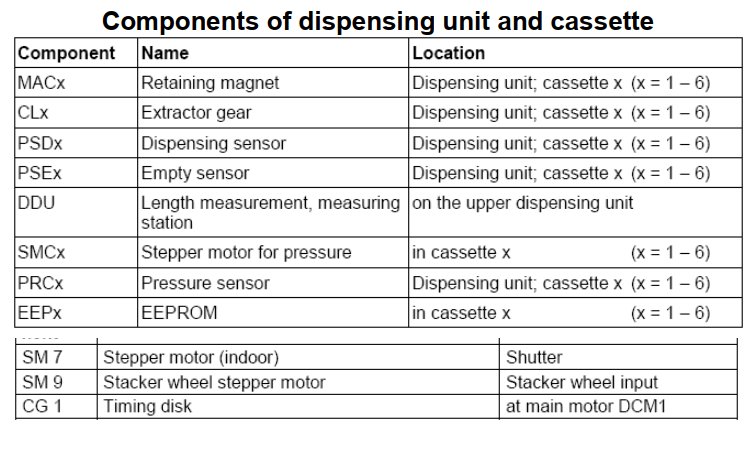 Components of dispensing unit and cassette
Component Name Location
MACx Retaining magnet Dispensing unit; cassette x (x = 1 – 6)
CLx Extractor gear Dispensing unit; cassette x (x = 1 – 6)
PSDx Dispensing sensor Dispensing unit; cassette x (x = 1 – 6)
PSEx Empty sensor Dispensing unit; cassette x (x = 1 – 6)
DDU Length measurement, measuring on the upper dispensing unit
station
SMCx Stepper motor for pressure in cassette x (x = 1 – 6)
PRCx Pressure sensor Dispensing unit; cassette x (x = 1 – 6)
EEPx EEPROM in cassette x (x = 1 – 6)
SM 7 Stepper motor (indoor) Shutter
SM 9 Stacker wheel stepper motor Stacker wheel input
CG 1 Timing disk at main motor DCM1